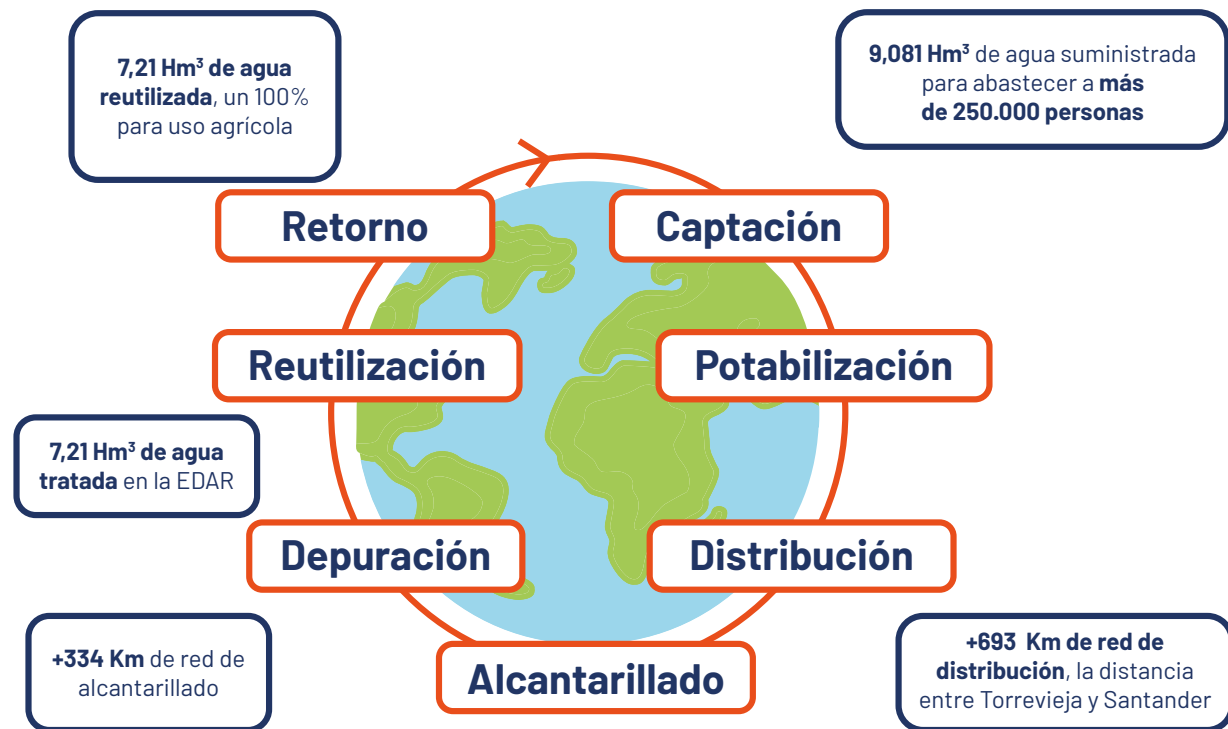 7,21 Hm³ de agua
reutilizada, un 100%
para uso agrícola
9,081 Hm³ de agua suministrada
para abastecer a más
de 250.000 personas
Retorno
Captación
Reutilización
Potabilización
7,21 Hm³ de agua
tratada en la EDAR
Depuración
Distribución
+334 Km de red de
alcantarillado
Alcantarillado
+693 Km de red de
distribución, la distancia
entre Torrevieja y Santander